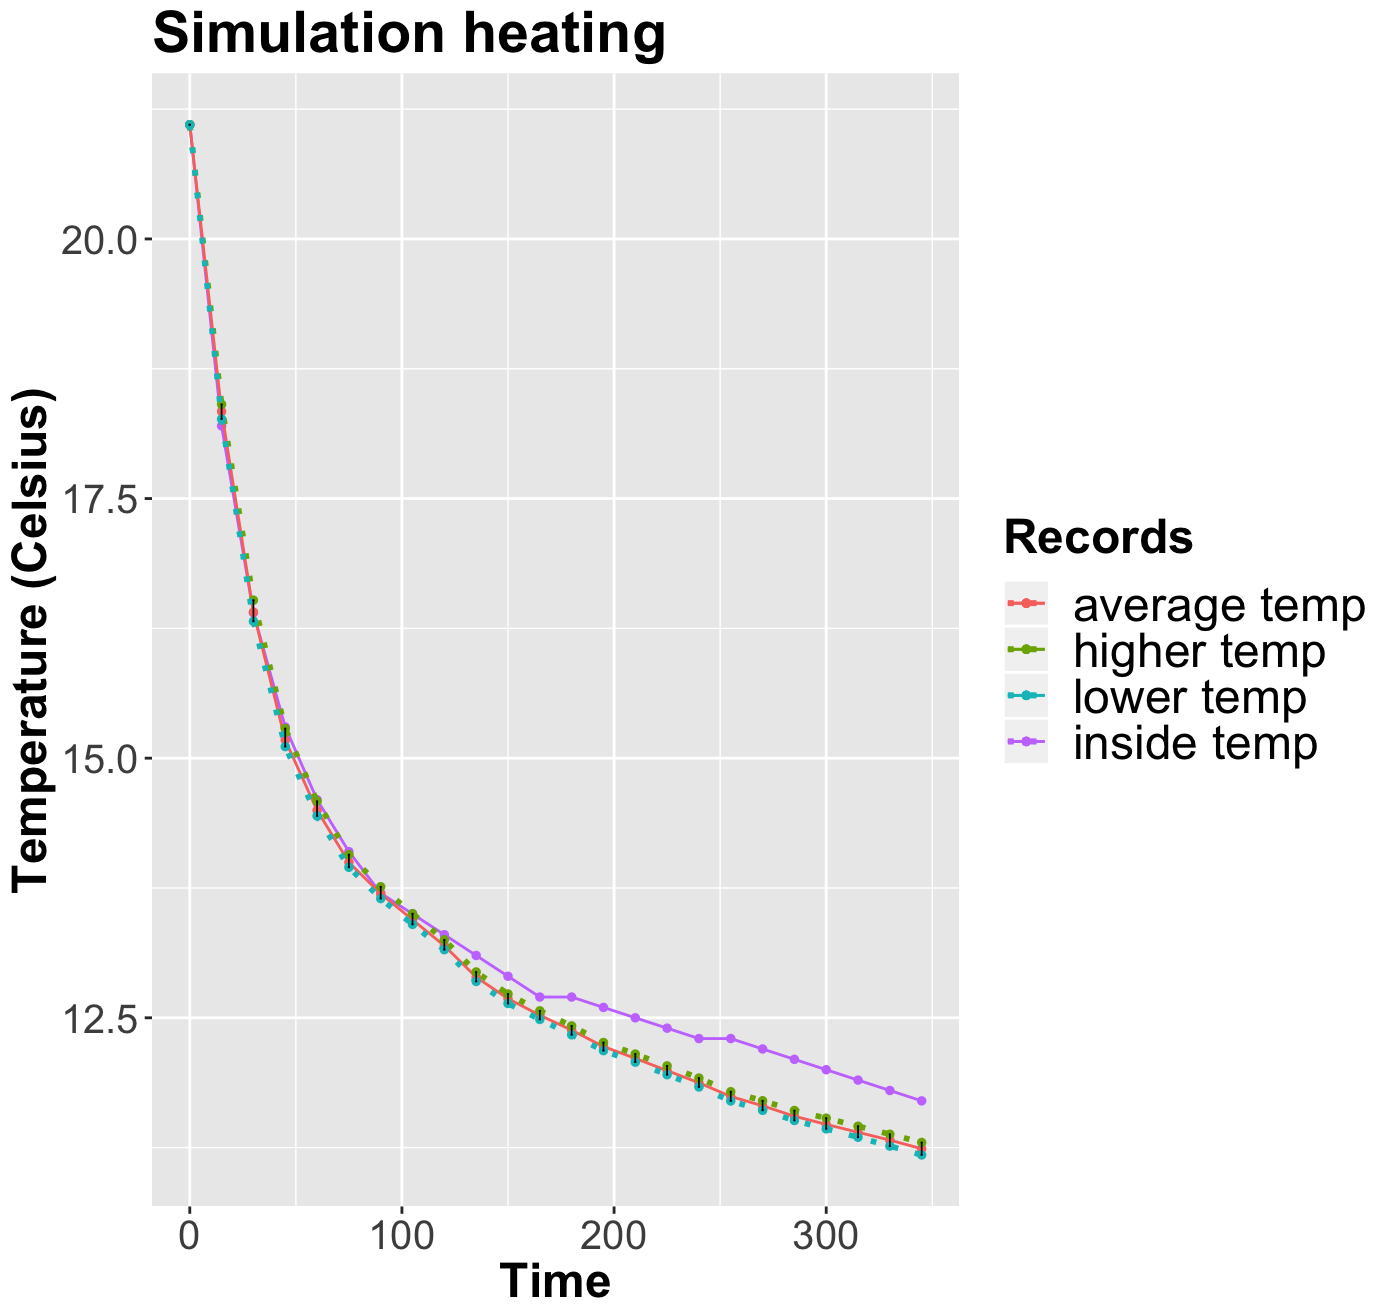 Simulation heating
Temperature (Celsius)
20.0
17.5
15.0
12.5
0
100
200
300
Time
Records
average temp
higher temp
lower temp
inside temp